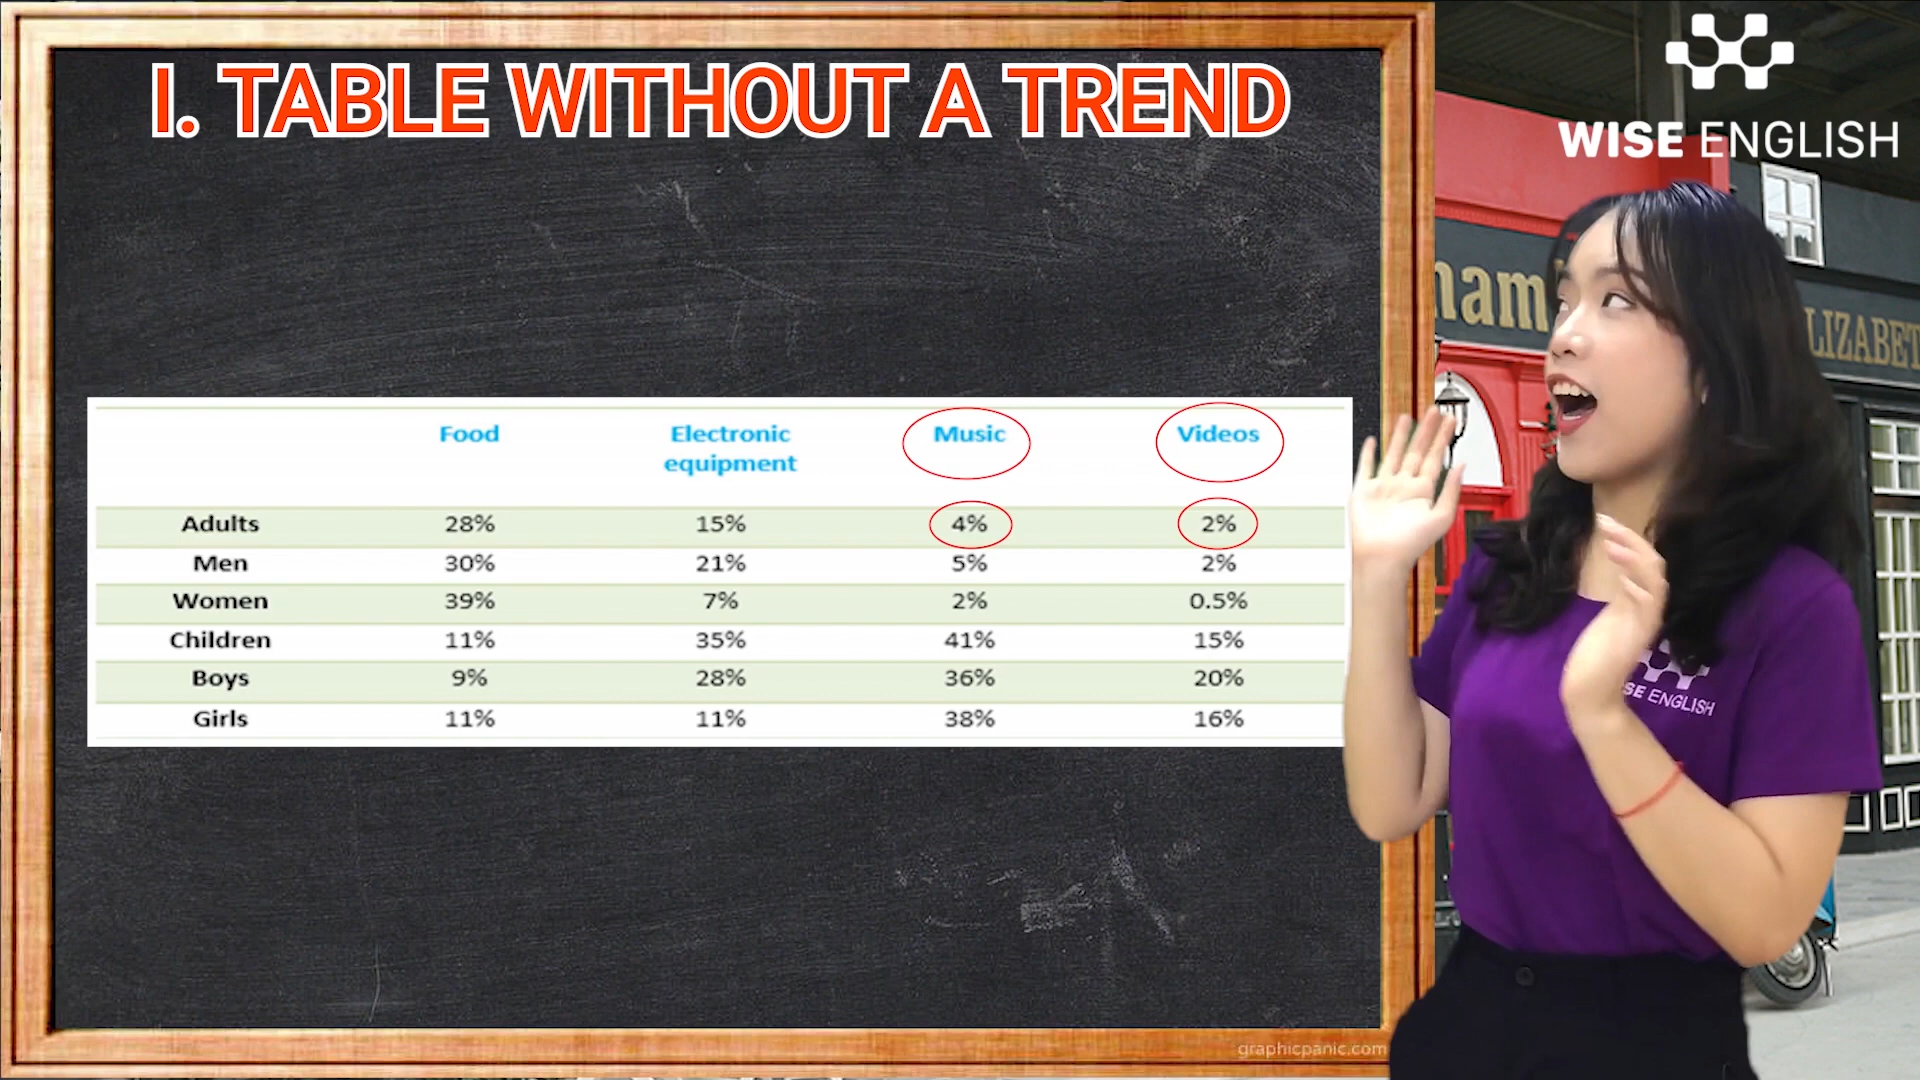 I. TABLE WITHOUT A TREND
WISE ENGLISH
Food Electronic equipment Music Videos
Adults 28% 15% 4% 2%
Men 30% 21% 5% 2%
Women 39% 7% 2% 0.5%
Children 11% 35% 41% 15%
Boys 9% 28% 36% 20%
Girls 11% 11% 38% 16%
SE ENGLISH
graphicpanic.com